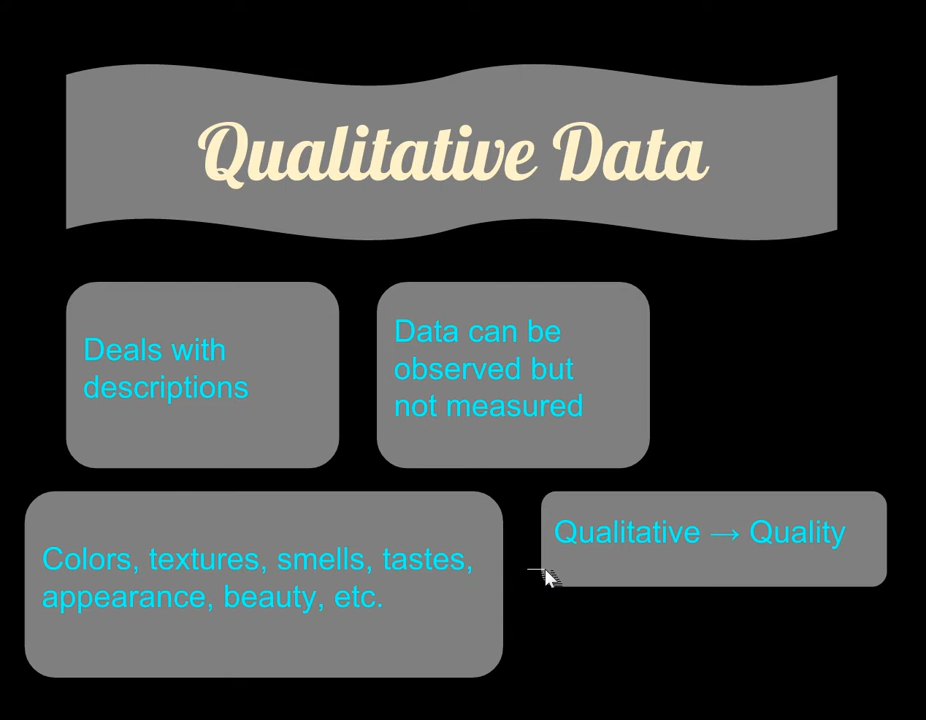 Qualitative Data
Deals with
descriptions
Data can be
observed but
not measured
Colors, textures, smells, tastes,
appearance, beauty, etc.
Qualitative → Quality